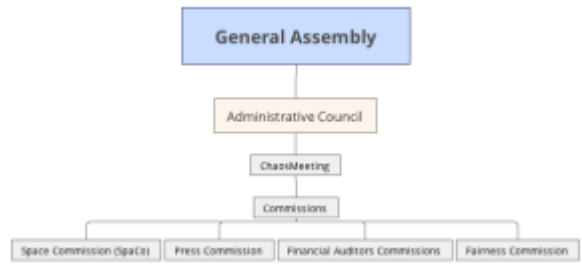 General Assembly
Administrative Council
ChaosMeeting
Commissions
Space Commission (SpaCo)
Press Commission
Financial Auditors Commissions
Fairness Commission